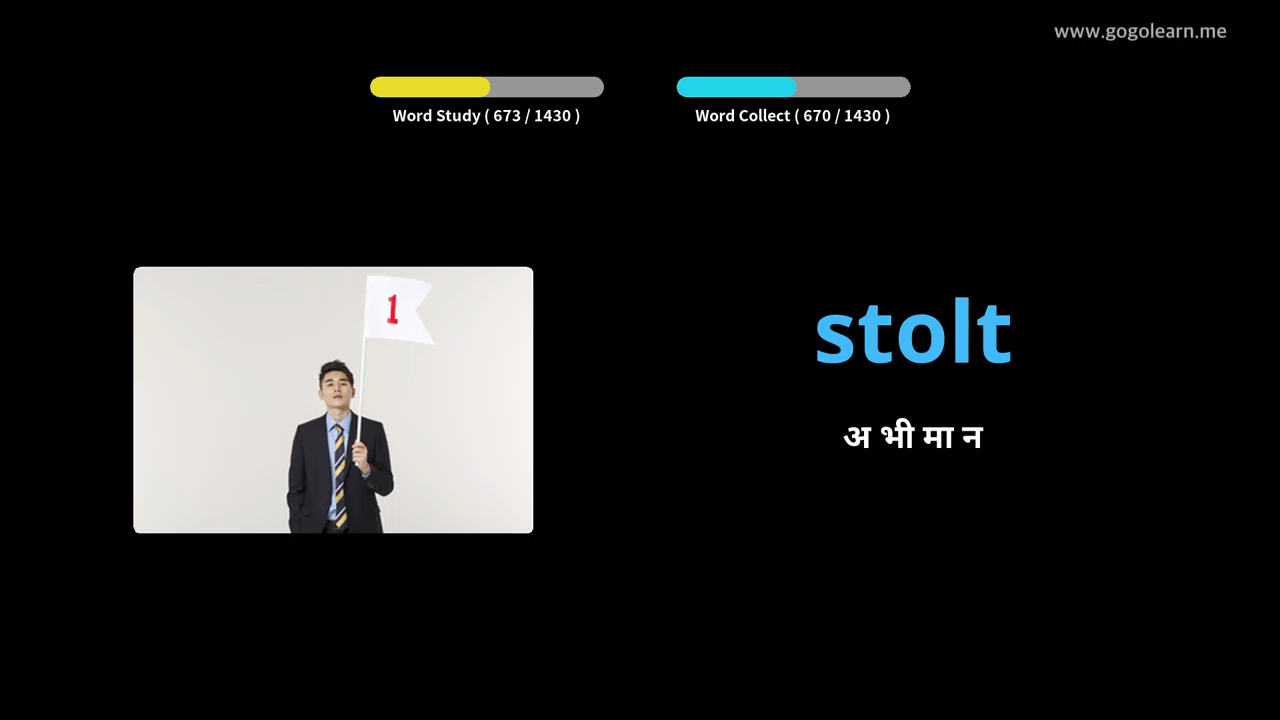 www.gogolearn.me
Word Study ( 673 / 1430 )
Word Collect ( 670 / 1430 )
1
stolt
अ भी मा न